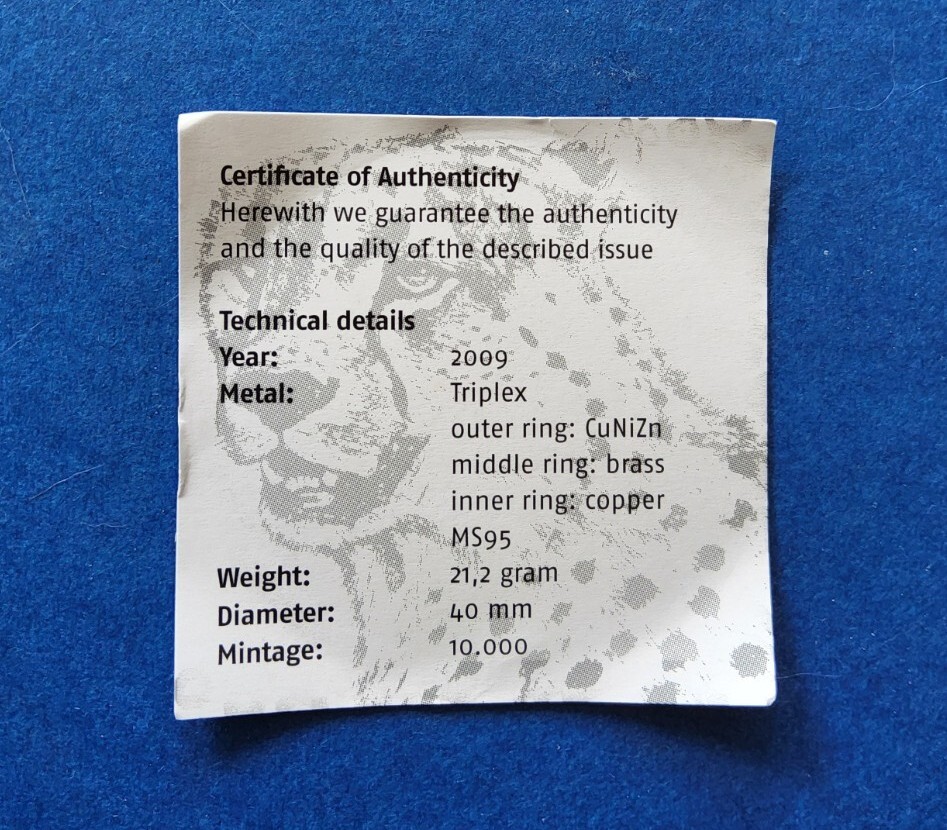 Certificate of Authenticity
Herewith we guarantee the authenticity
and the quality of the described issue
Technical details
Year: 2009
Metal: Triplex
outer ring: CuNiZn
middle ring: brass
inner ring: copper
MS95
Weight: 21,2 gram
Diameter: 40 mm
Mintage: 10.000